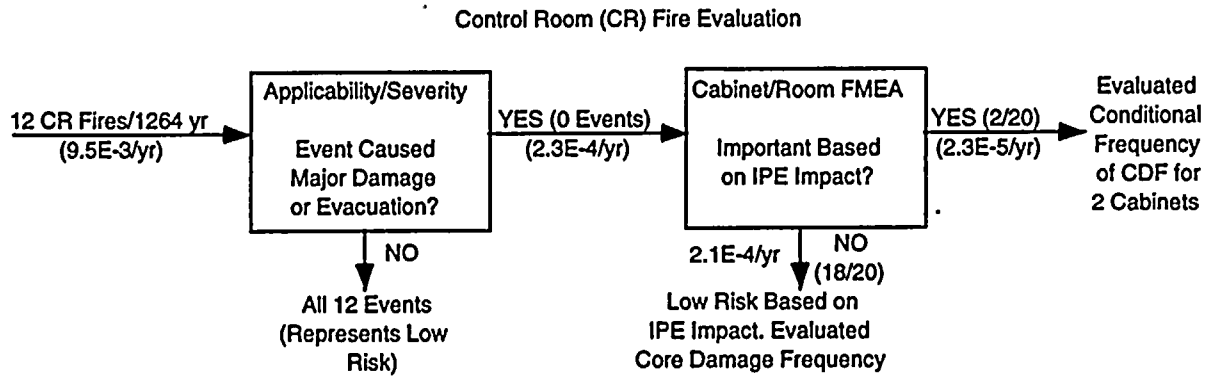 Control Room (CR) Fire Evaluation
12 CR Fires/1264 yr
(9.5E-3/yr)
Applicability/Severity
Event Caused
Major Damage
or Evacuation?
YES (0 Events)
(2.3E-4/yr)
Cabinet/Room FMEA
Important Based
on IPE Impact?
YES (2/20)
(2.3E-5/yr)
Evaluated
Conditional
Frequency
of CDF for
2 Cabinets
NO
All 12 Events
(Represents Low
Risk)
2.1E-4/yr
NO
(18/20)
Low Risk Based on
IPE Impact. Evaluated
Core Damage Frequency